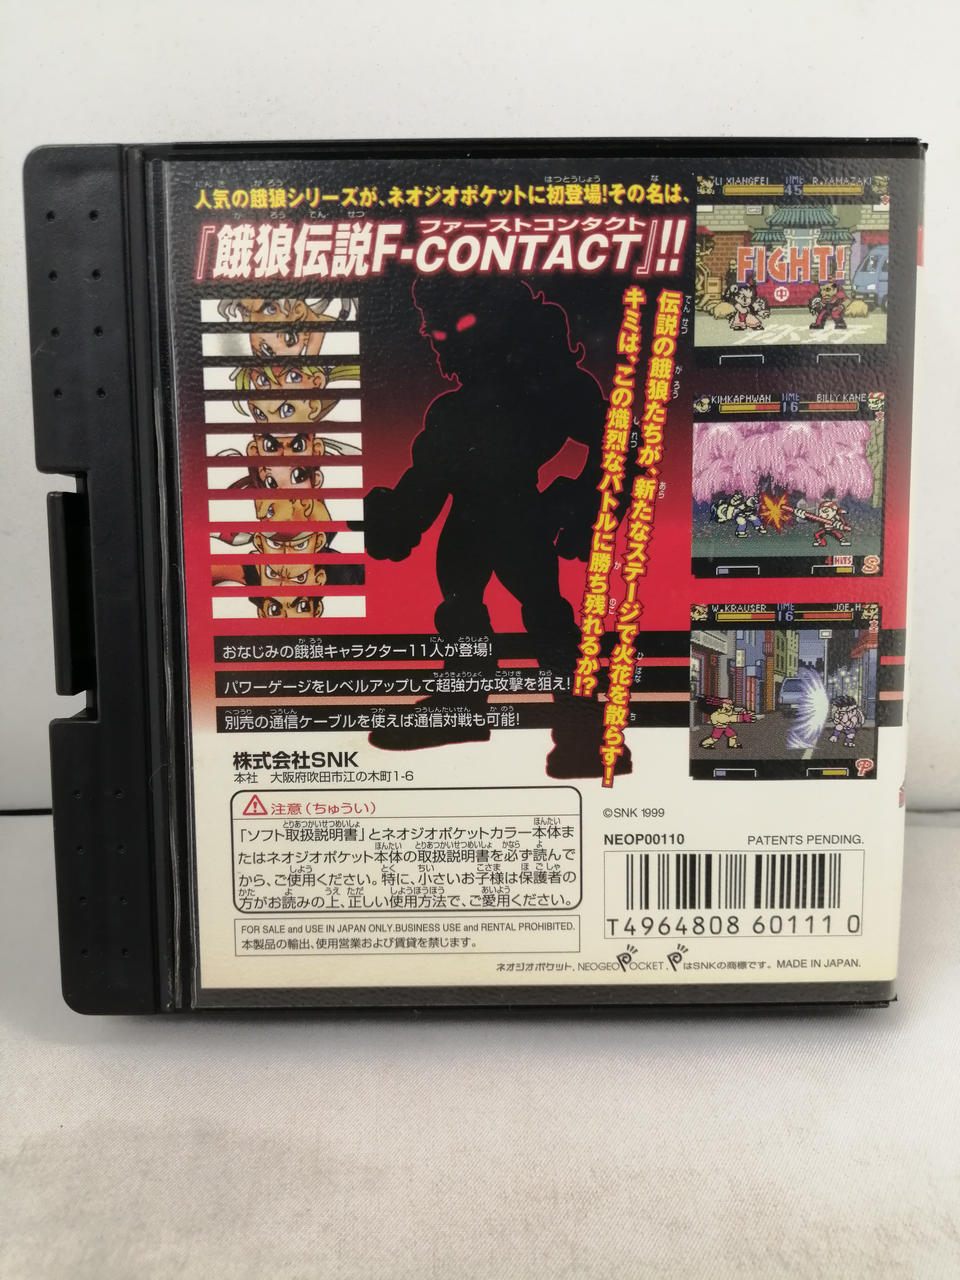 人気の餓狼シリーズが、ネオジオポケットに初登場!その名は、
『餓狼伝説F-CONTACT』!!
ファーストコンタクト
伝説の餓狼たちが、新たなステージで火花を散らす!
キミは、この熾烈なバトルに勝ち残れるか!?
LI XIANGFEI TIME R.YAMAZAKI
45
FIGHT!
KIMKAPHWAN TIME BILLY KANE
16
4 HITS
S
W.KRAUSER TIME JOE.H
16
P
おなじみの餓狼キャラクター11人が登場!
パワーゲージをレベルアップして超強力な攻撃を狙え!
別売の通信ケーブルを使えば通信対戦も可能!
株式会社SNK
本社 大阪府吹田市江の木町1-6
注意(ちゅうい)
「ソフト取扱説明書」とネオジオポケットカラー本体ま
たはネオジオポケット本体の取扱説明書を必ず読んで
から、ご使用ください。特に、小さいお子様は保護者の
方がお読みの上、正しい使用方法で、ご愛用ください。
FOR SALE and USE IN JAPAN ONLY.BUSINESS USE and RENTAL PROHIBITED.
本製品の輸出、使用営業および賃貸を禁じます。
©SNK 1999
NEOP00110 PATENTS PENDING.
T4964808 60111 0
ネオジオポケット, NEOGEO POCKET, P はSNKの商標です。 MADE IN JAPAN.